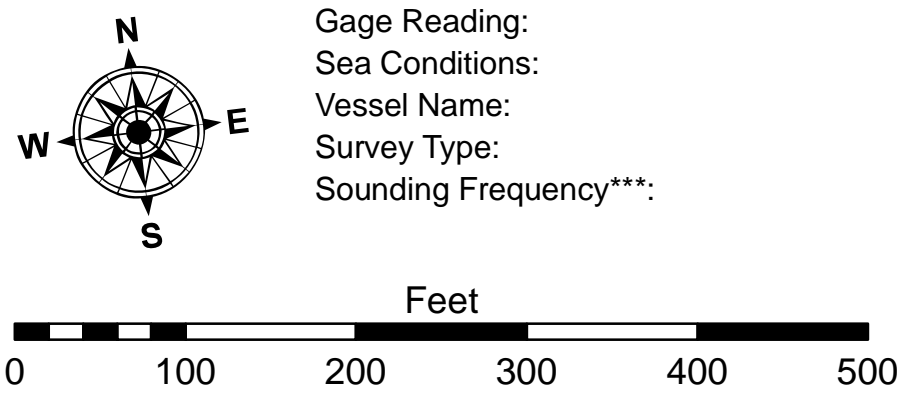 N
W E
S
Gage Reading:
Sea Conditions:
Vessel Name:
Survey Type:
Sounding Frequency***:
Feet
0 100 200 300 400 500